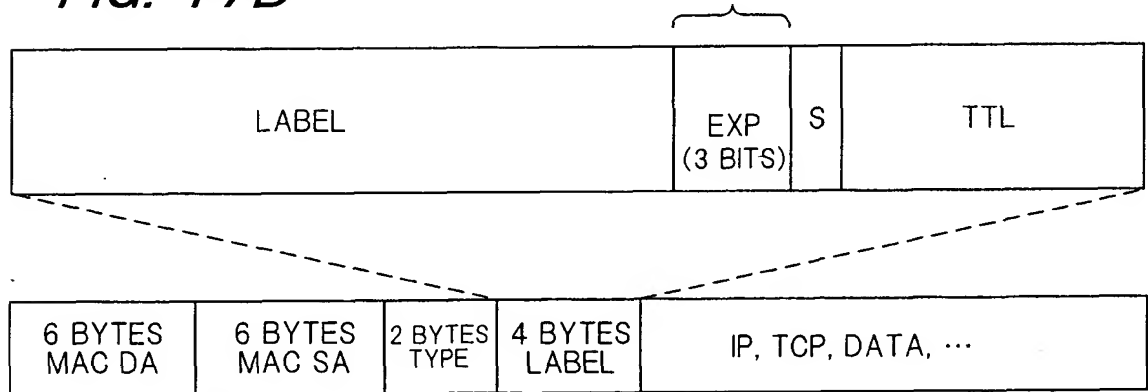 FIG. 17B
LABEL
EXP
(3 BITS)
S
TTL
6 BYTES
MAC DA
6 BYTES
MAC SA
2 BYTES
TYPE
4 BYTES
LABEL
IP, TCP, DATA, ···